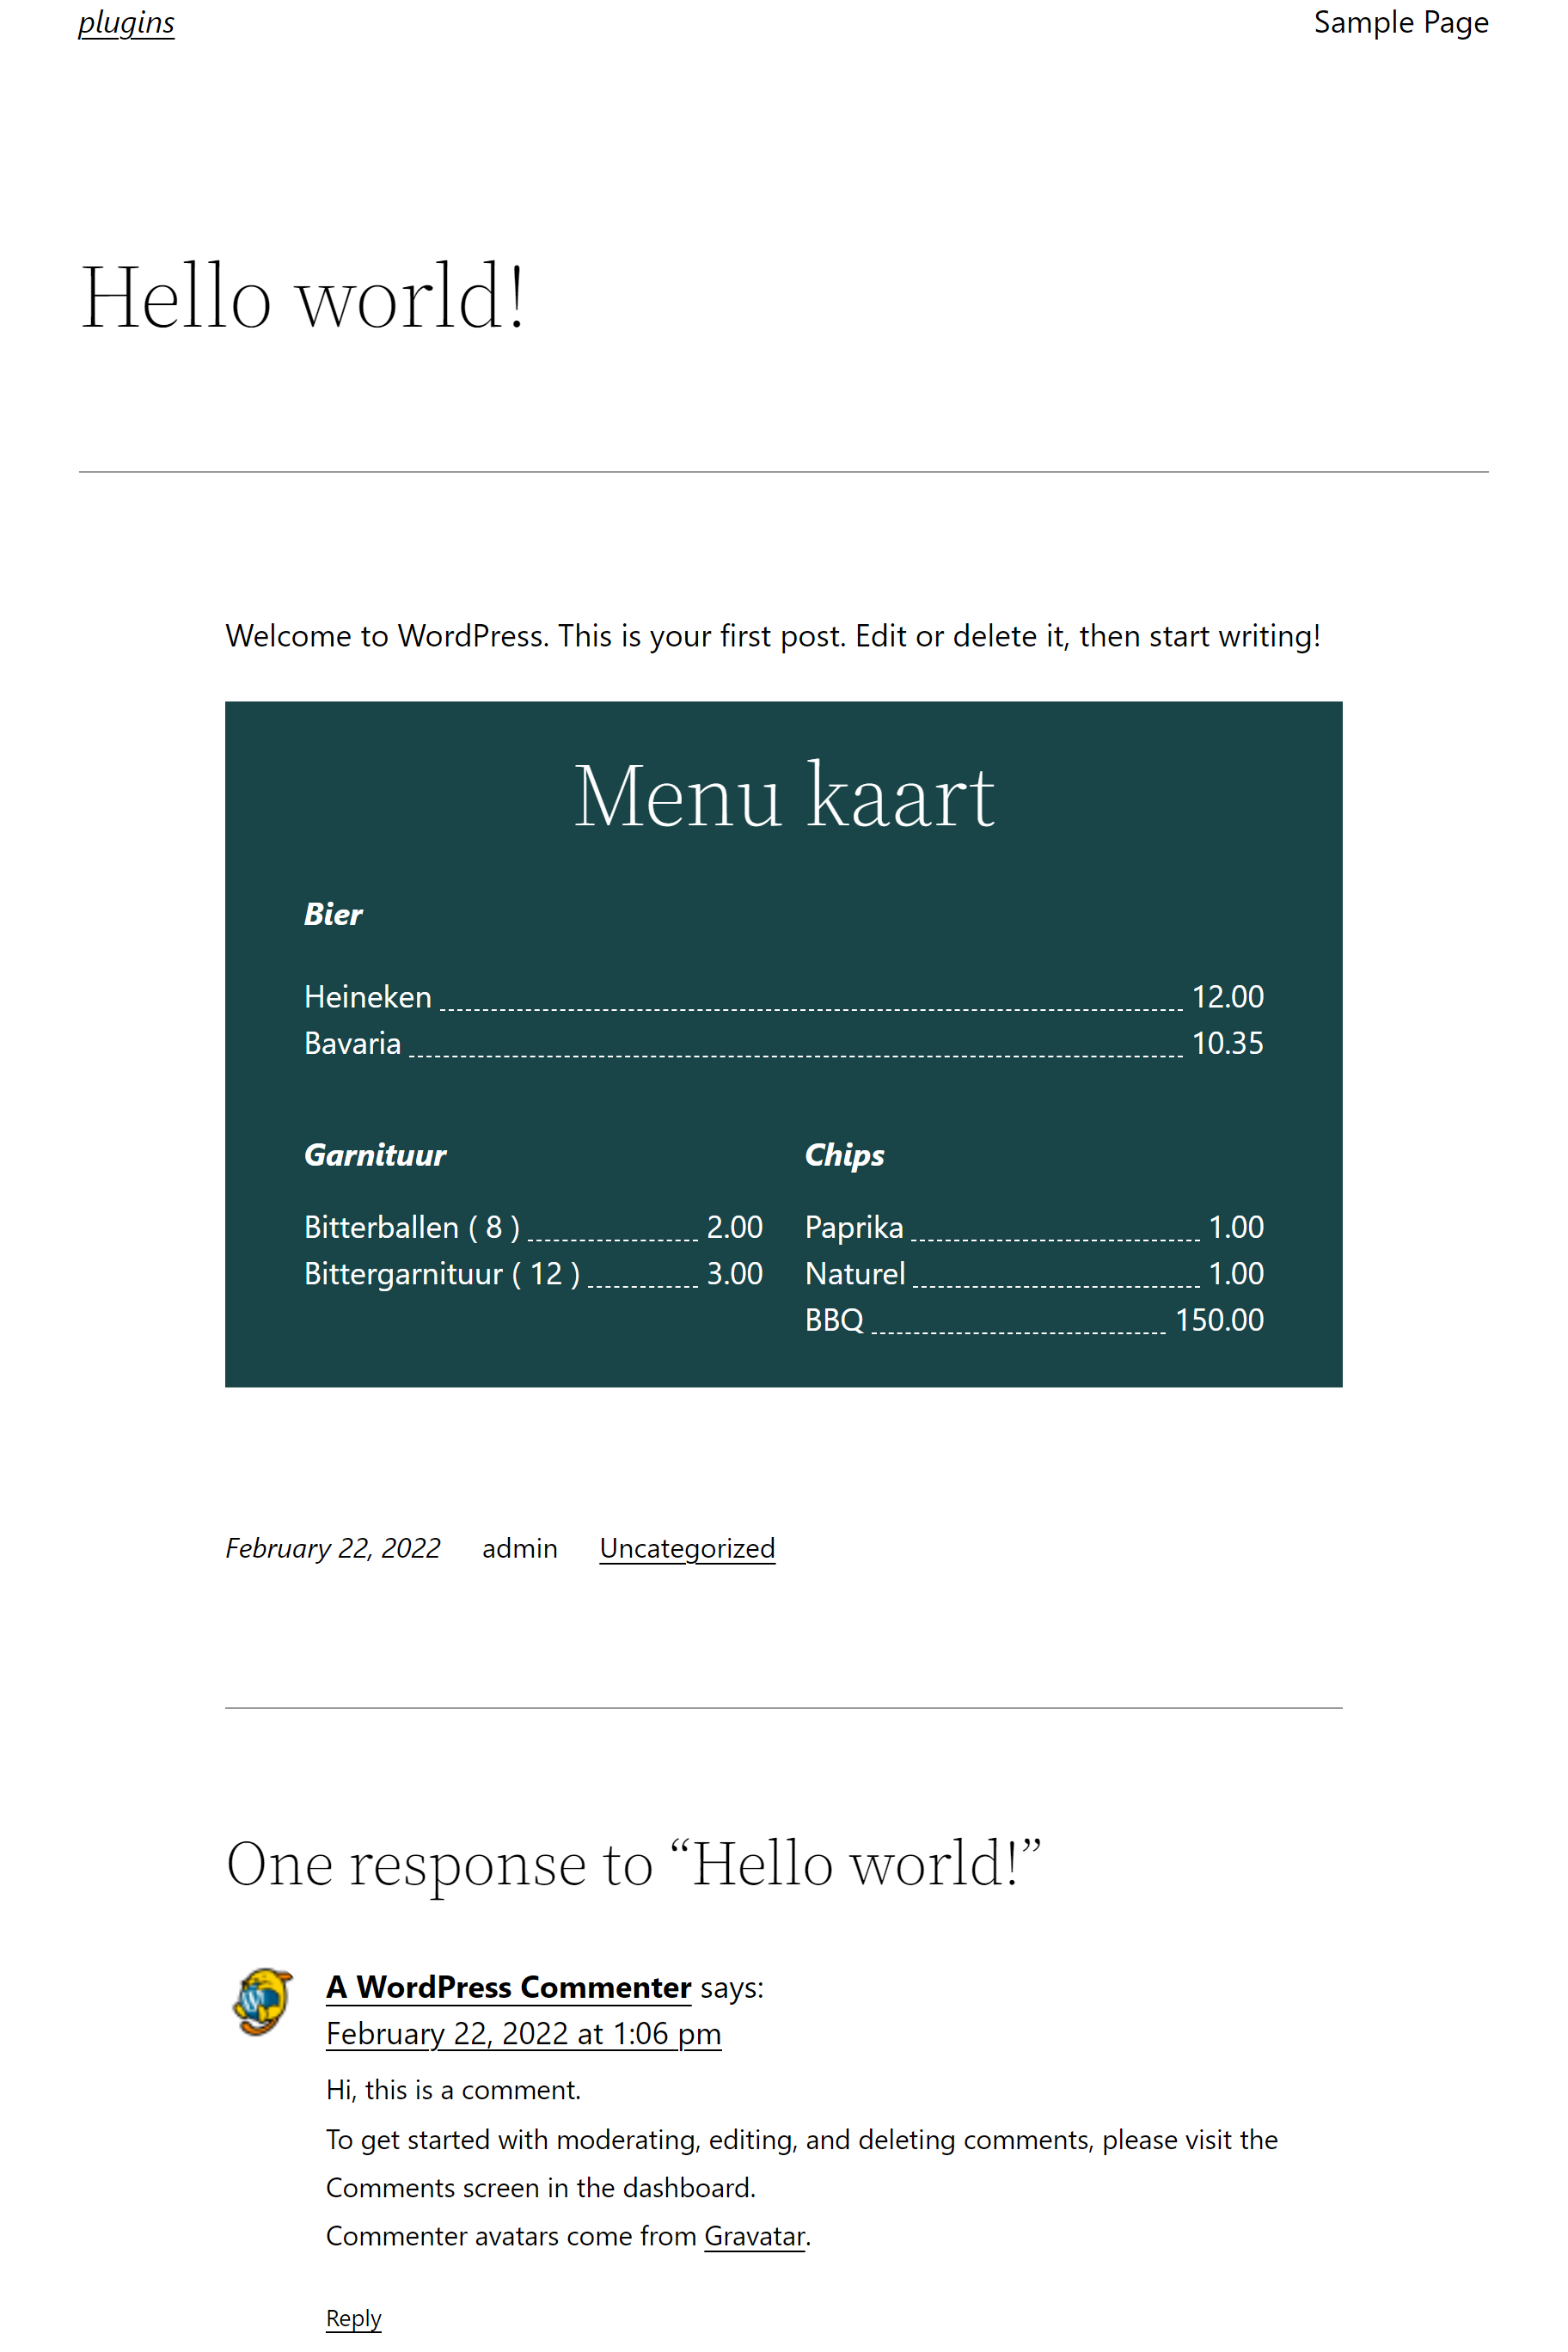 plugins
Sample Page
Hello world!
Welcome to WordPress. This is your first post. Edit or delete it, then start writing!
Menu kaart
Bier
Heineken 12.00
Bavaria 10.35
Garnituur
Bitterballen ( 8 ) 2.00
Bittergarnituur ( 12 ) 3.00
Chips
Paprika 1.00
Naturel 1.00
BBQ 150.00
February 22, 2022 admin Uncategorized
One response to “Hello world!”
A WordPress Commenter says:
February 22, 2022 at 1:06 pm
Hi, this is a comment.
To get started with moderating, editing, and deleting comments, please visit the
Comments screen in the dashboard.
Commenter avatars come from Gravatar.
Reply